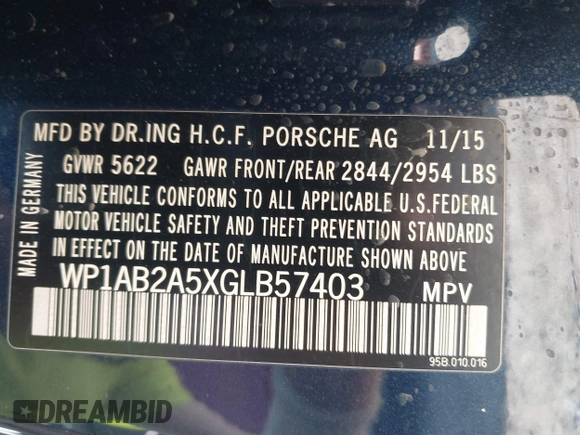 MFD BY DR.ING H.C.F. PORSCHE AG 11/15
GVWR 5622 GAWR FRONT/REAR 2844/2954 LBS
THIS VEHICLE CONFORMS TO ALL APPLICABLE U.S.FEDERAL
MOTOR VEHICLE SAFETY AND THEFT PREVENTION STANDARDS
IN EFFECT ON THE DATE OF MANUFACTURE SHOWN ABOVE
WP1AB2A5XGLB57403 MPV
95B.010.016
MADE IN GERMANY
DREAMBID